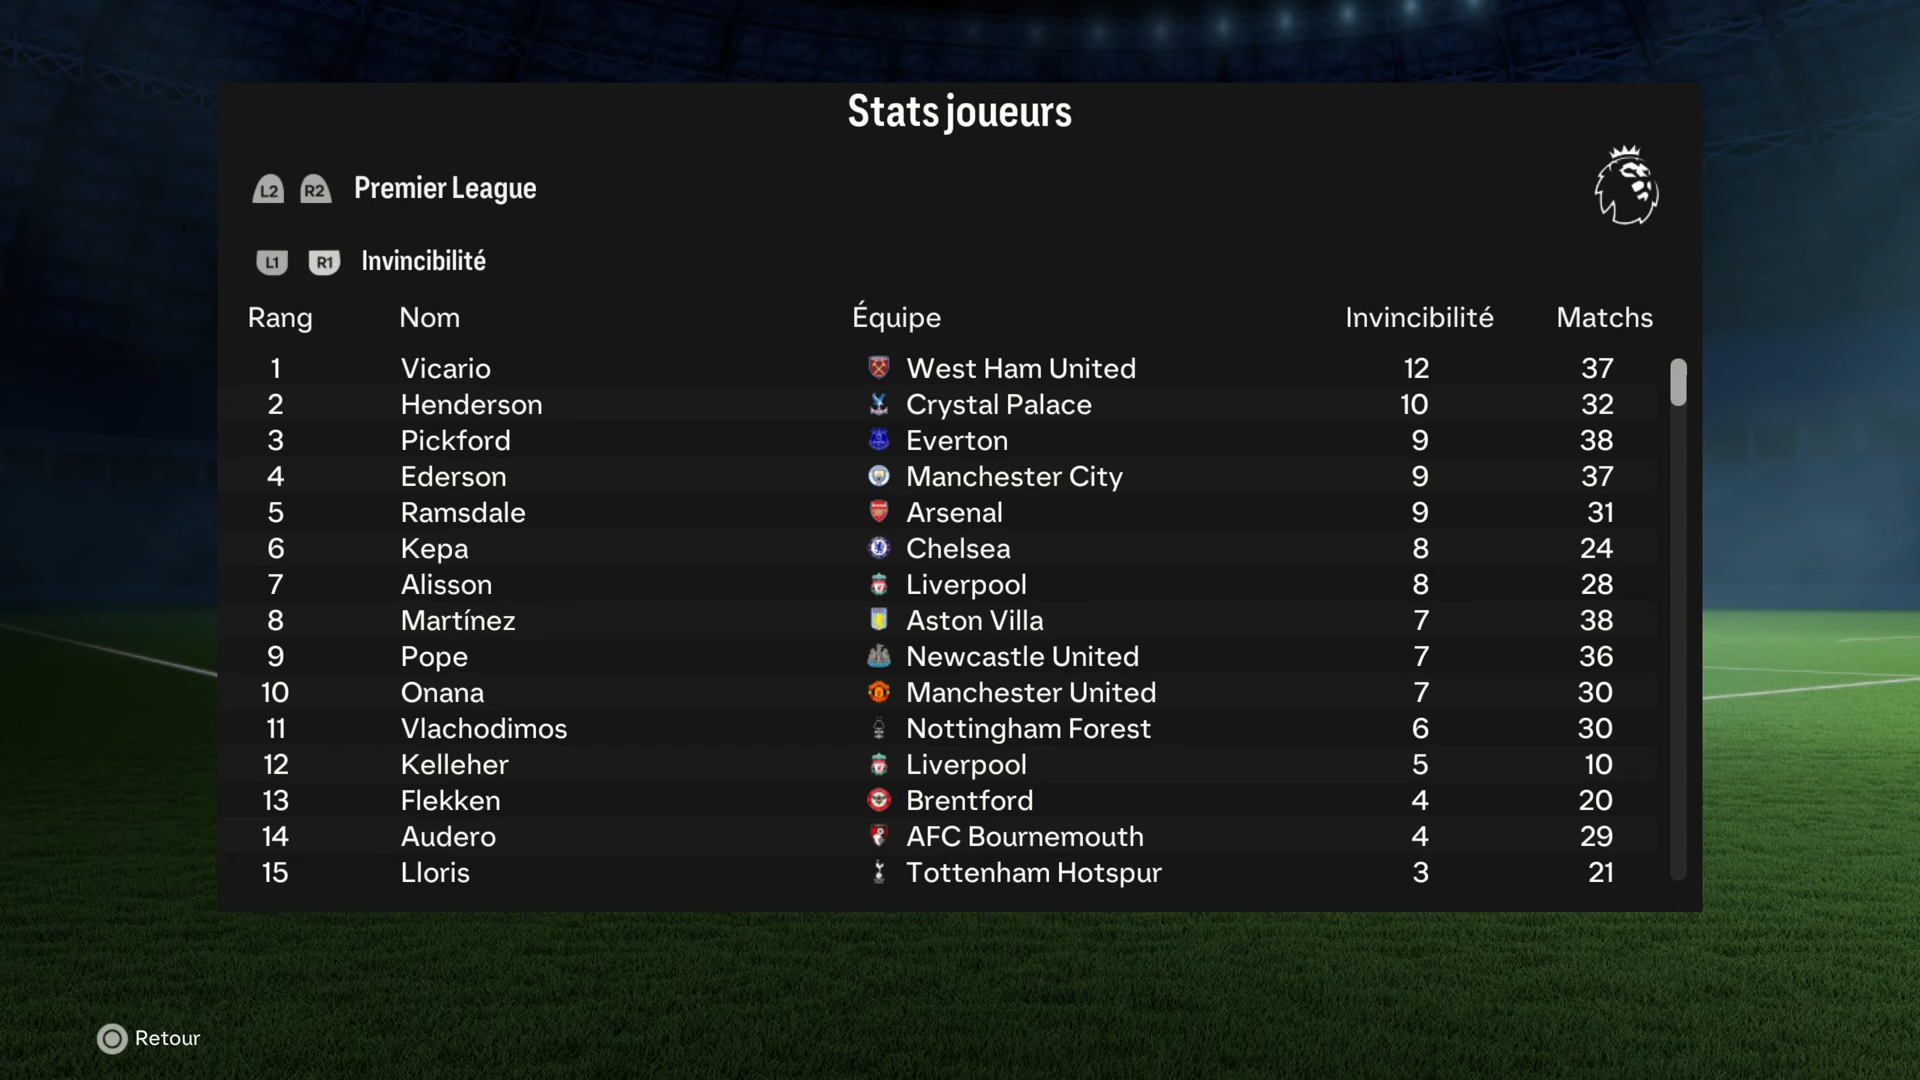 Stats joueurs
L2 R2 Premier League
L1 R1 Invincibilité
Rang Nom Équipe Invincibilité Matchs
1 Vicario West Ham United 12 37
2 Henderson Crystal Palace 10 32
3 Pickford Everton 9 38
4 Ederson Manchester City 9 37
5 Ramsdale Arsenal 9 31
6 Kepa Chelsea 8 24
7 Alisson Liverpool 8 28
8 Martínez Aston Villa 7 38
9 Pope Newcastle United 7 36
10 Onana Manchester United 7 30
11 Vlachodimos Nottingham Forest 6 30
12 Kelleher Liverpool 5 10
13 Flekken Brentford 4 20
14 Audero AFC Bournemouth 4 29
15 Lloris Tottenham Hotspur 3 21
Retour